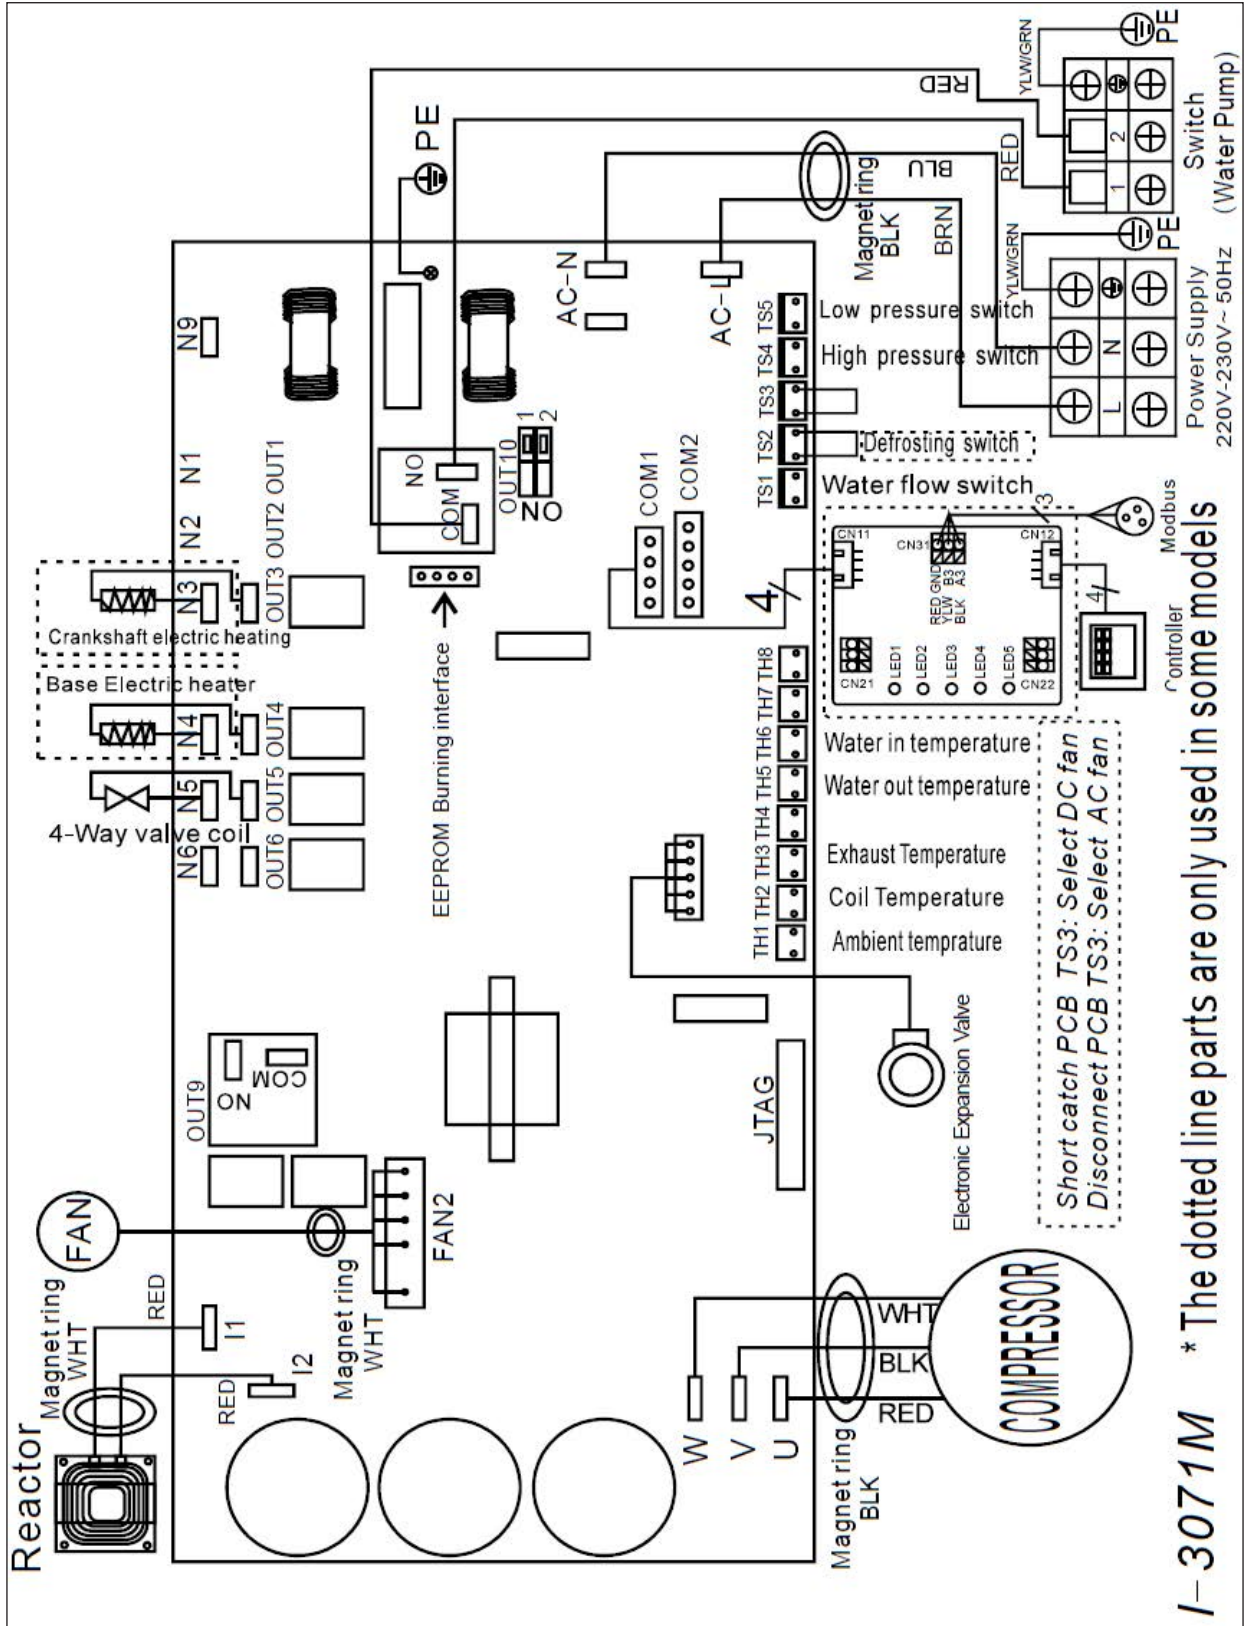 YLW/GRN
PE
RED
Switch
(Water Pump)
1
2
RED
PE
BLU
Magnet ring
BLK
BRN
YLW/GRN
PE
Power Supply
220V-230V~ 50Hz
L
N
AC-N
AC-L
N9
N1
N2
N3
N4
N5
N6
OUT1
OUT2
OUT3
OUT4
OUT5
OUT6
Crankshaft electric heating
Base Electric heater
4-Way valve coil
NO
COM
OUT10
1
2
NO
EEPROM Burning interface
COM1
COM2
TS5
TS4
TS3
TS2
TS1
Low pressure switch
High pressure switch
Defrosting switch
Water flow switch
4
CN11
CN31
CN12
RED GND
YLW B3
BLK A3
LED1
LED2
LED3
LED4
LED5
CN21
CN22
3
Modbus
4
Controller
TH8
TH7
TH6
TH5
TH4
TH3
TH2
TH1
Water in temperature
Water out temperature
Exhaust Temperature
Coil Temperature
Ambient temprature
Electronic Expansion Valve
JTAG
OUT9
NO
COM
FAN
FAN2
Magnet ring
WHT
Reactor
Magnet ring
WHT
RED
I1
RED
I2
W
V
U
Magnet ring
BLK
WHT
BLK
RED
COMPRESSOR
Short catch PCB TS3: Select DC fan
Disconnect PCB TS3: Select AC fan
I-3071M * The dotted line parts are only used in some models